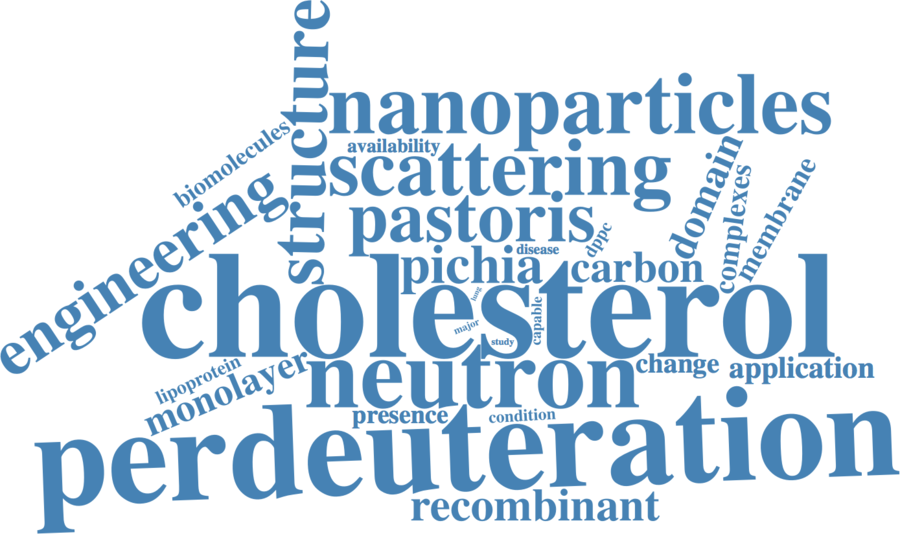 structure
nanoparticles
biomolecules
availability
scattering
engineering
domain
complexes
membrane
pastoris
disease
dppc
pichia
carbon
cholesterol
long
major
study
capable
neutron
change
application
lipoprotein
monolayer
presence
condition
perdeuteration
recombinant